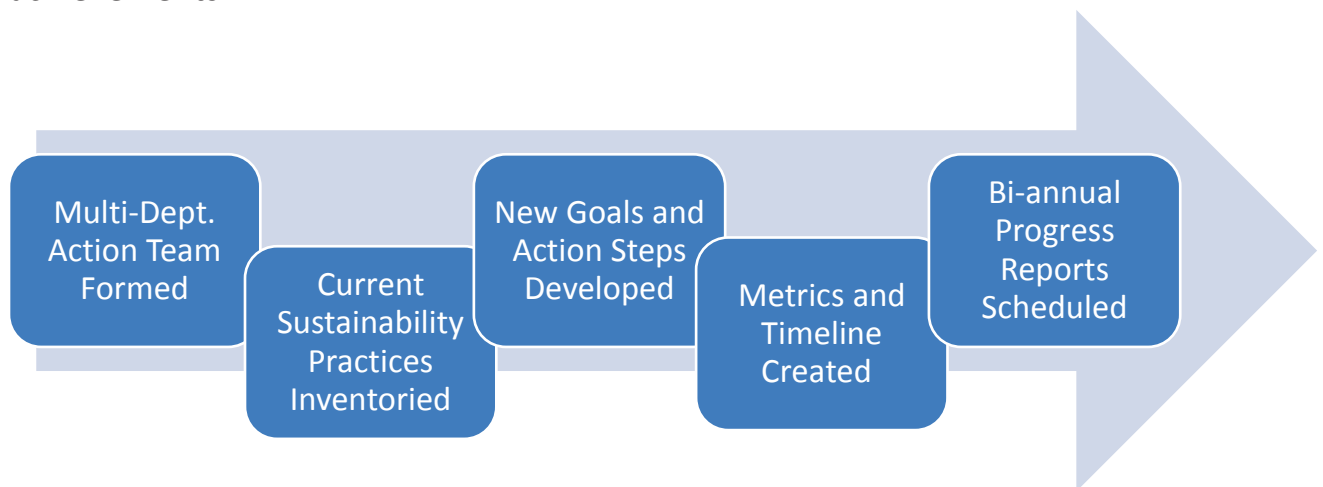 Multi-Dept.
Action Team
Formed
Current
Sustainability
Practices
Inventoried
New Goals and
Action Steps
Developed
Metrics and
Timeline
Created
Bi-annual
Progress
Reports
Scheduled